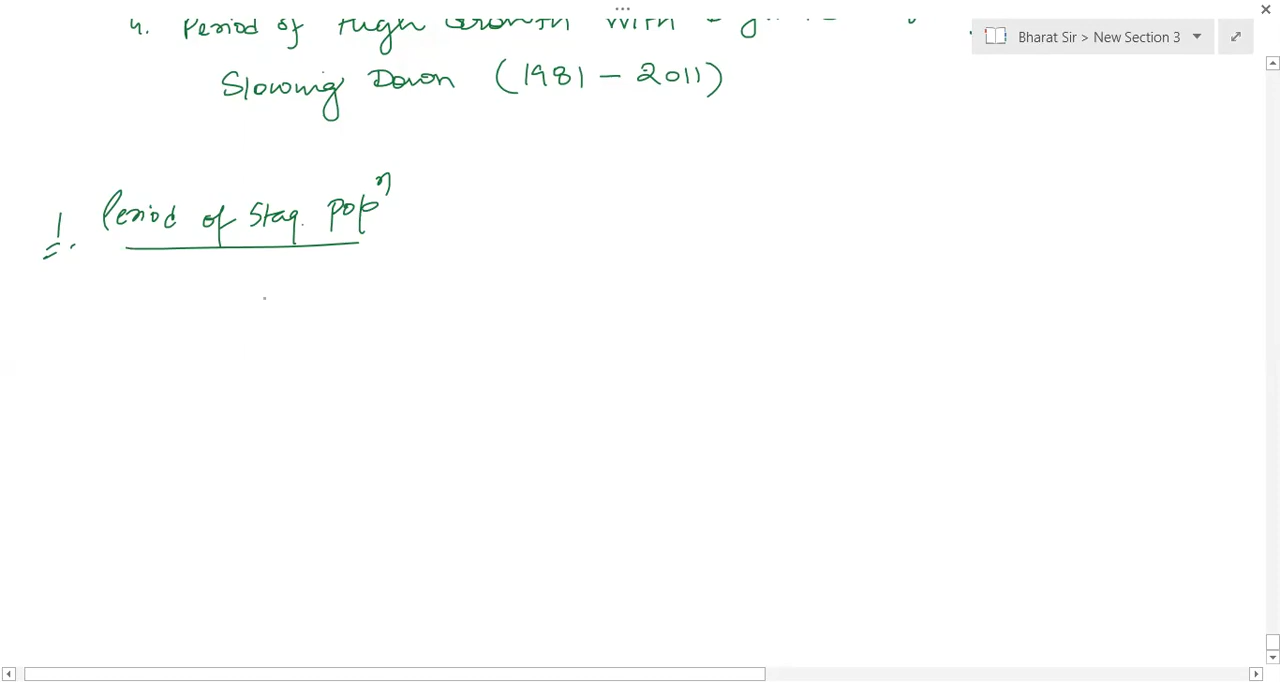 Bharat Sir > New Section 3
4. Period of High Growth With
Slowing Down (1981 - 2011)
1. Period of Stag. popⁿ